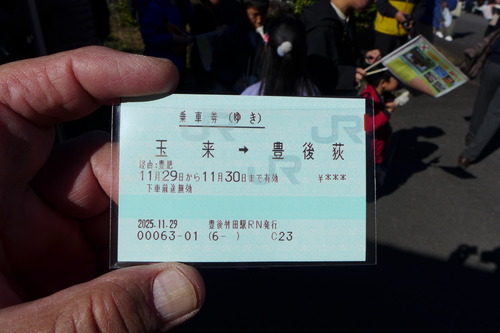 乗車券(ゆき)
玉来→豊後荻
経由:豊肥
11月29日から11月30日まで有効 ¥***
下車前途無効
2025.11.29 豊後竹田駅RN発行
00063-01 (6- ) C23